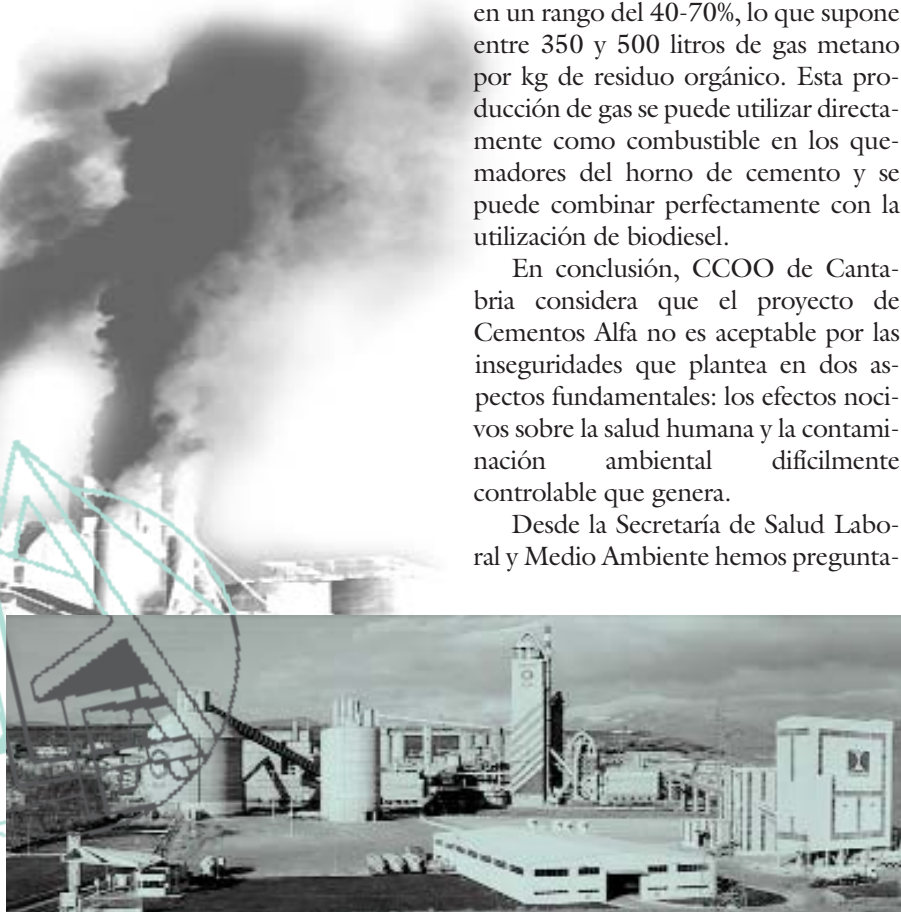 en un rango del 40-70%, lo que supone
entre 350 y 500 litros de gas metano
por kg de residuo orgánico. Esta pro-
ducción de gas se puede utilizar directa-
mente como combustible en los que-
madores del horno de cemento y se
puede combinar perfectamente con la
utilización de biodiesel.
En conclusión, CCOO de Canta-
bria considera que el proyecto de
Cementos Alfa no es aceptable por las
inseguridades que plantea en dos as-
pectos fundamentales: los efectos noci-
vos sobre la salud humana y la contami-
nación ambiental difícilmente
controlable que genera.
Desde la Secretaría de Salud Labo-
ral y Medio Ambiente hemos pregunta-